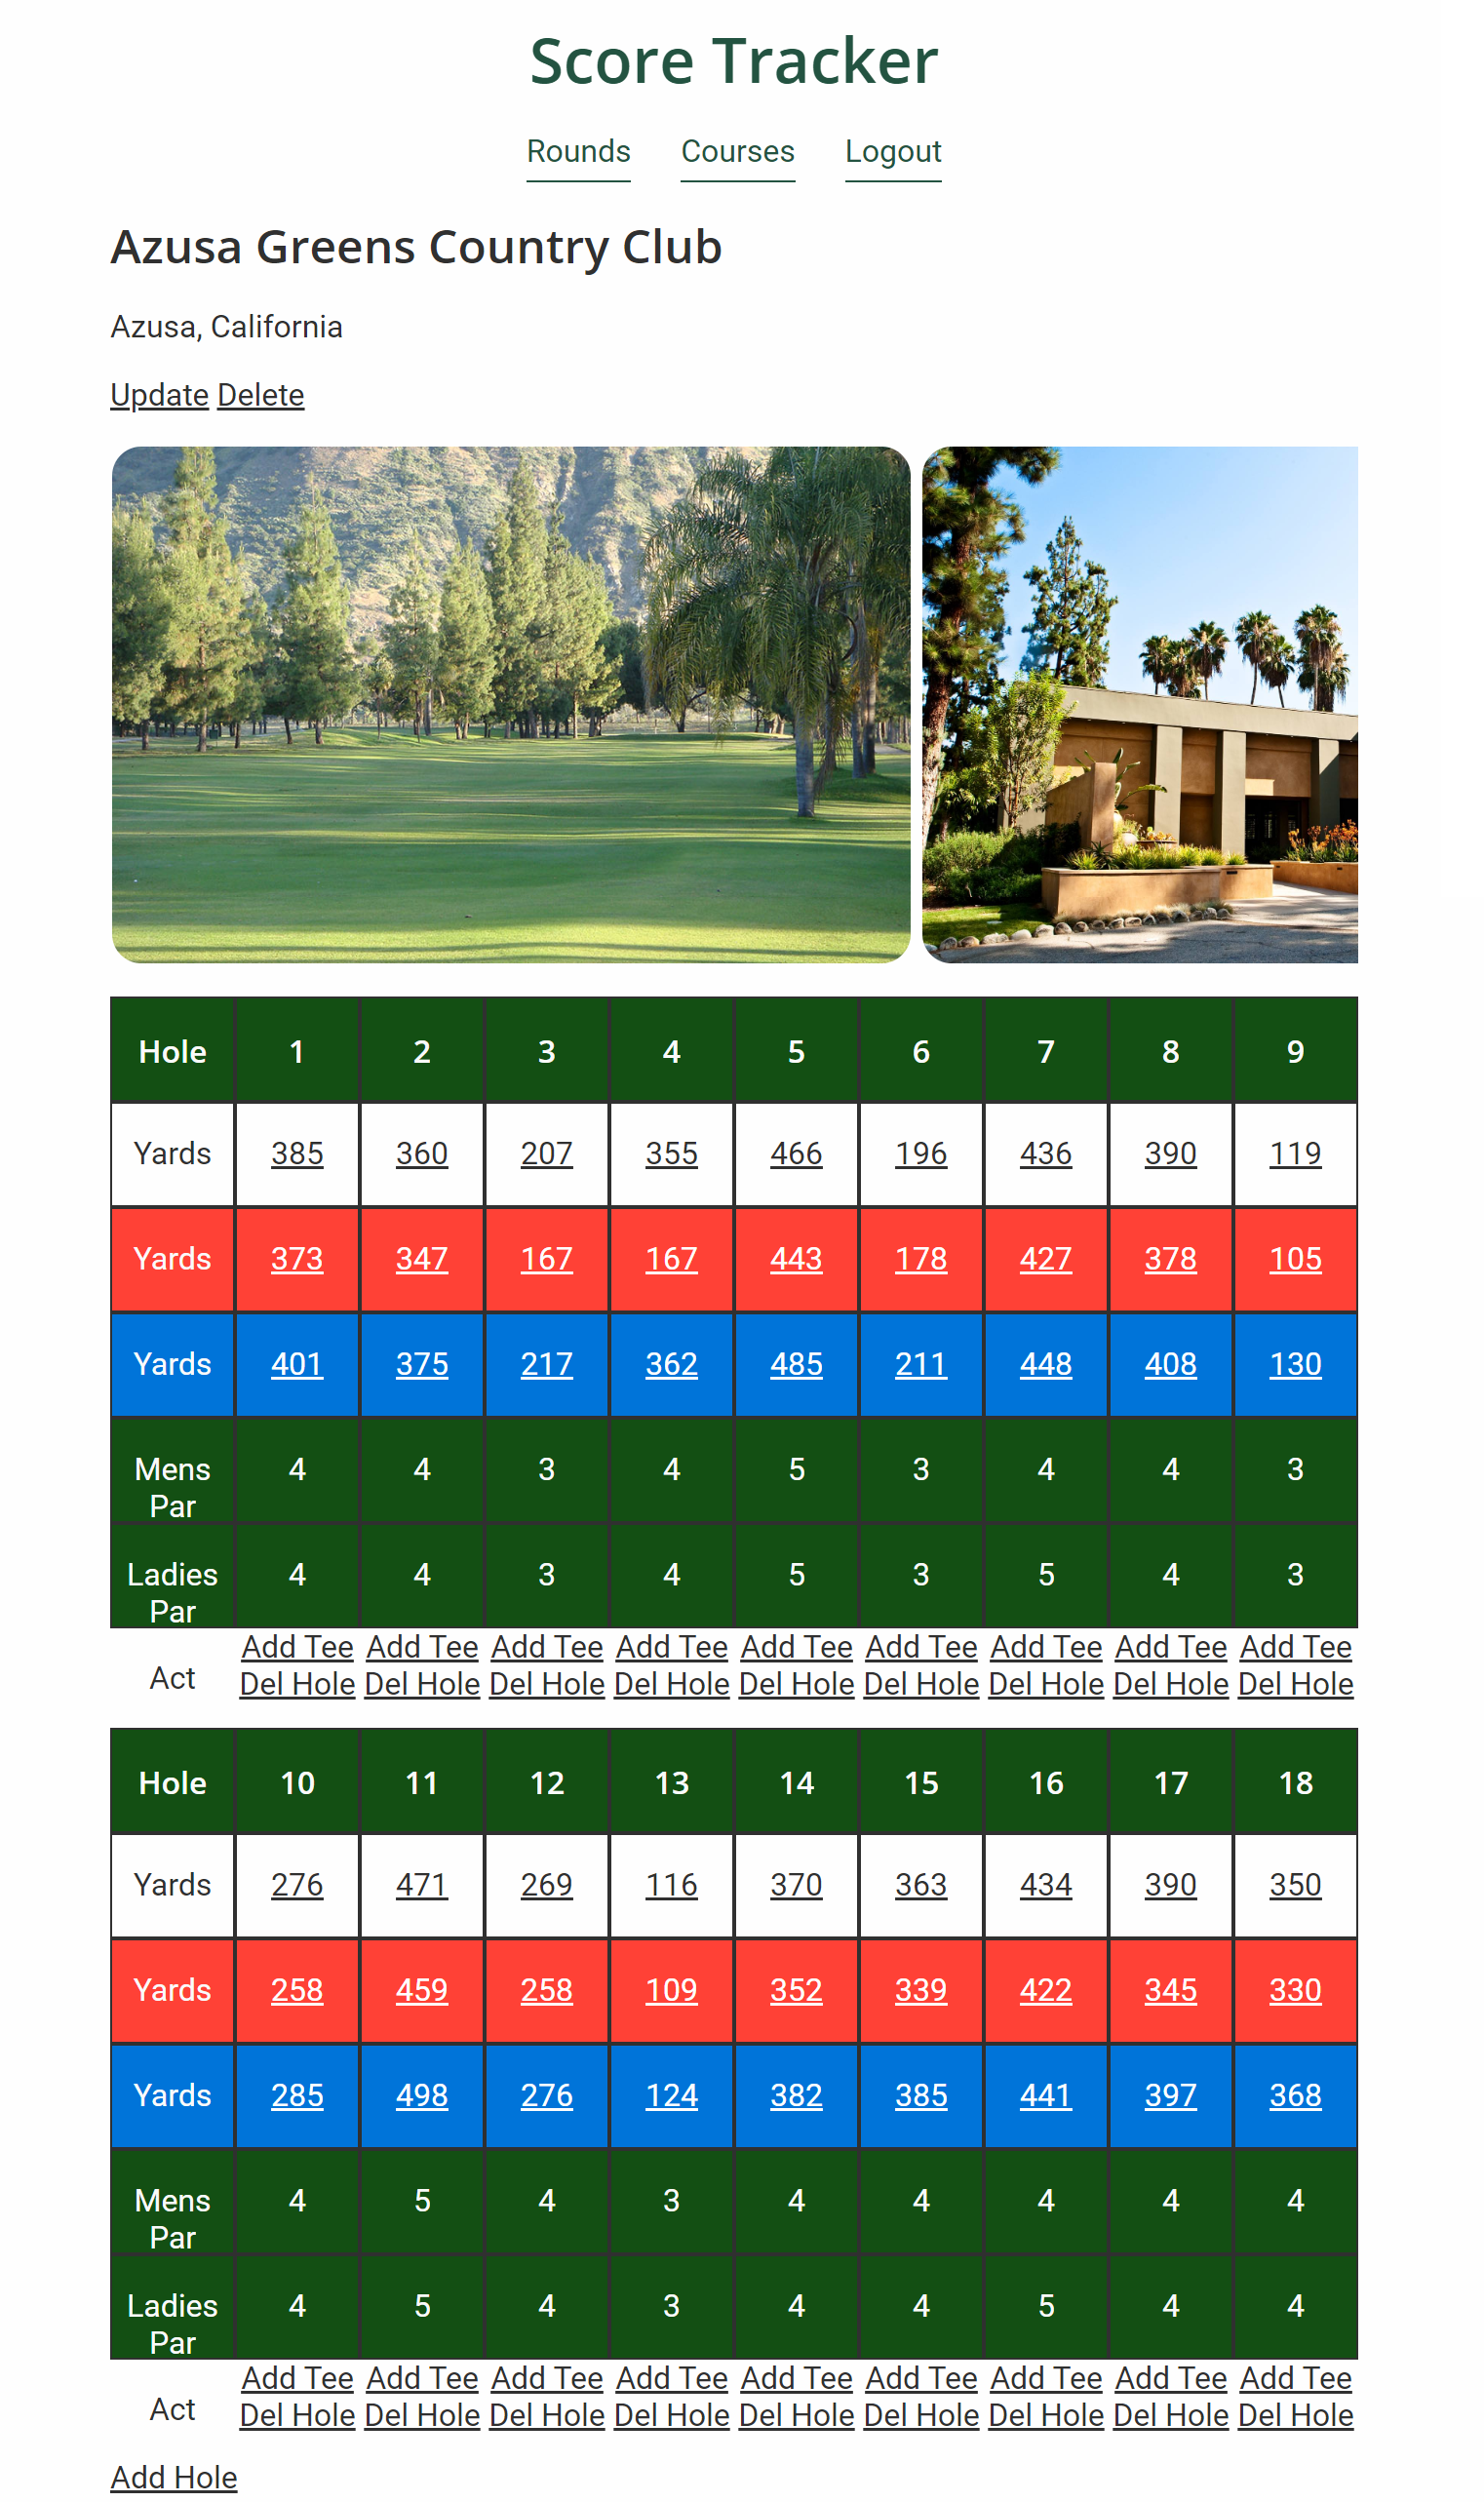 Score Tracker
Rounds Courses Logout
Azusa Greens Country Club
Azusa, California
Update Delete
Hole 1 2 3 4 5 6 7 8 9
Yards 385 360 207 355 466 196 436 390 119
Yards 373 347 167 167 443 178 427 378 105
Yards 401 375 217 362 485 211 448 408 130
Mens Par 4 4 3 4 5 3 4 4 3
Ladies Par 4 4 3 4 5 3 5 4 3
Add Tee Add Tee Add Tee Add Tee Add Tee Add Tee Add Tee Add Tee Add Tee
Act Del Hole Del Hole Del Hole Del Hole Del Hole Del Hole Del Hole Del Hole Del Hole
Hole 10 11 12 13 14 15 16 17 18
Yards 276 471 269 116 370 363 434 390 350
Yards 258 459 258 109 352 339 422 345 330
Yards 285 498 276 124 382 385 441 397 368
Mens Par 4 5 4 3 4 4 4 4 4
Ladies Par 4 5 4 3 4 4 5 4 4
Add Tee Add Tee Add Tee Add Tee Add Tee Add Tee Add Tee Add Tee Add Tee
Act Del Hole Del Hole Del Hole Del Hole Del Hole Del Hole Del Hole Del Hole Del Hole
Add Hole